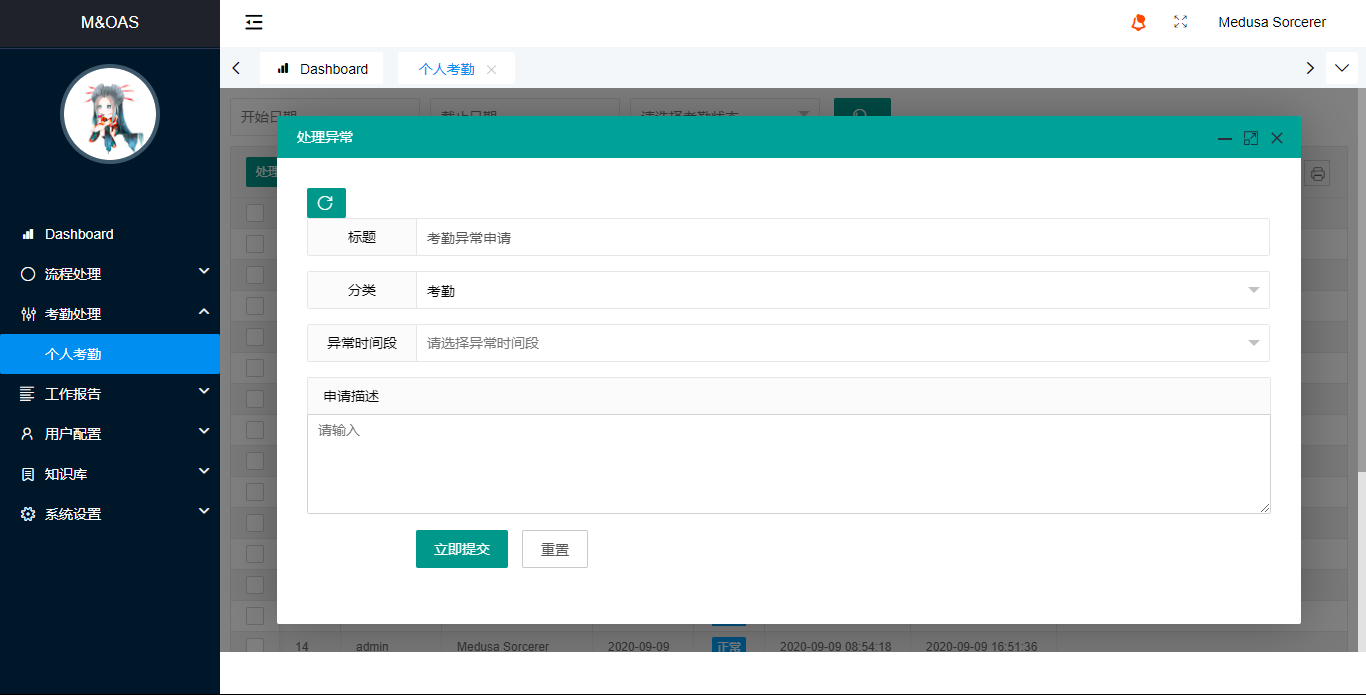 M&OAS
Medusa Sorcerer
Dashboard
个人考勤
Dashboard
流程处理
考勤处理
个人考勤
工作报告
用户配置
知识库
系统设置
开始日期
截止日期
请选择考勤状态
处理
处理异常
标题
考勤异常申请
分类
考勤
异常时间段
请选择异常时间段
申请描述
请输入
立即提交
重置
14 admin Medusa Sorcerer 2020-09-09 正常 2020-09-09 08:54:18 2020-09-09 16:51:36